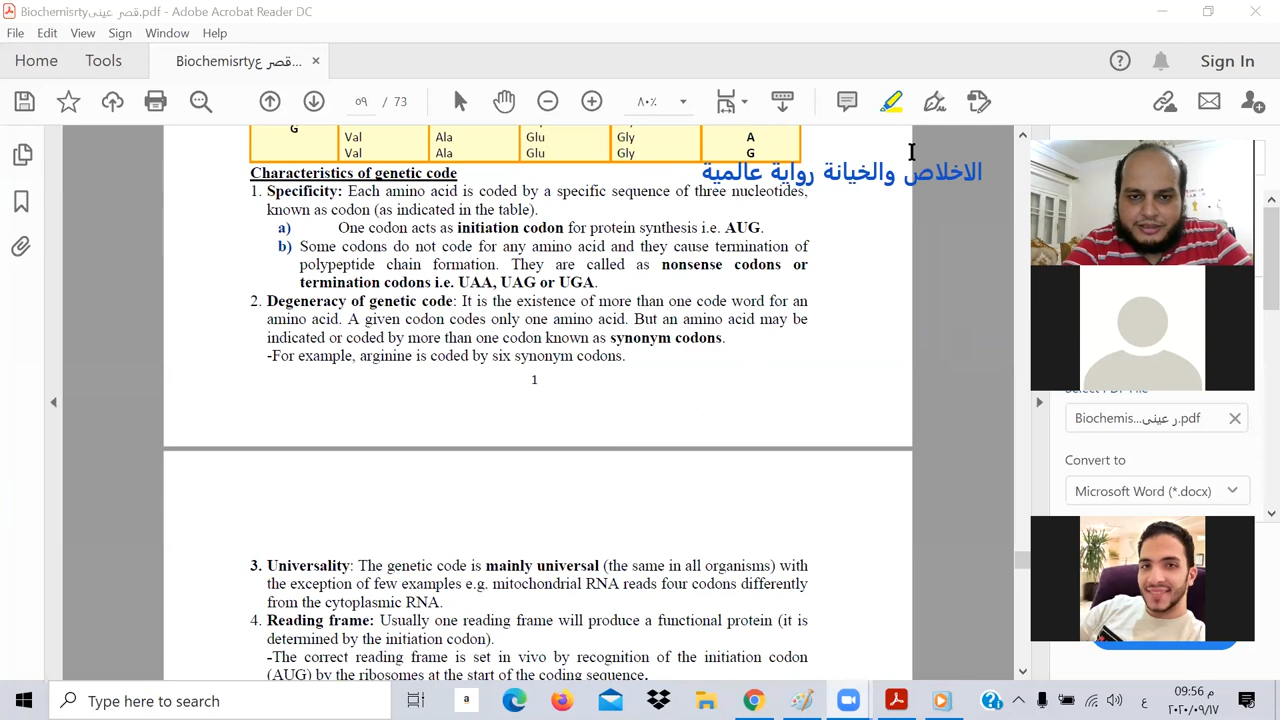 Biochemisrtyقصر عينى.pdf - Adobe Acrobat Reader DC
File Edit View Sign Window Help
Home Tools Biochemisrtyقصر ع... × Sign In
٥٩ / 73 ٨٠٪
G
Val Ala Glu Gly A
Val Ala Glu Gly G
Characteristics of genetic code
الاخلاص والخيانة رواية عالمية
1. Specificity: Each amino acid is coded by a specific sequence of three nucleotides,
known as codon (as indicated in the table).
a) One codon acts as initiation codon for protein synthesis i.e. AUG.
b) Some codons do not code for any amino acid and they cause termination of
polypeptide chain formation. They are called as nonsense codons or
termination codons i.e. UAA, UAG or UGA.
2. Degeneracy of genetic code: It is the existence of more than one code word for an
amino acid. A given codon codes only one amino acid. But an amino acid may be
indicated or coded by more than one codon known as synonym codons.
-For example, arginine is coded by six synonym codons.
1
3. Universality: The genetic code is mainly universal (the same in all organisms) with
the exception of few examples e.g. mitochondrial RNA reads four codons differently
from the cytoplasmic RNA.
4. Reading frame: Usually one reading frame will produce a functional protein (it is
determined by the initiation codon).
-The correct reading frame is set in vivo by recognition of the initiation codon
(AUG) by the ribosomes at the start of the coding sequence.
Biochemis...ر عينى.pdf
Convert to
Microsoft Word (*.docx)
Type here to search
ع
09:56 م
٢٠٢٠/٠٩/١٧